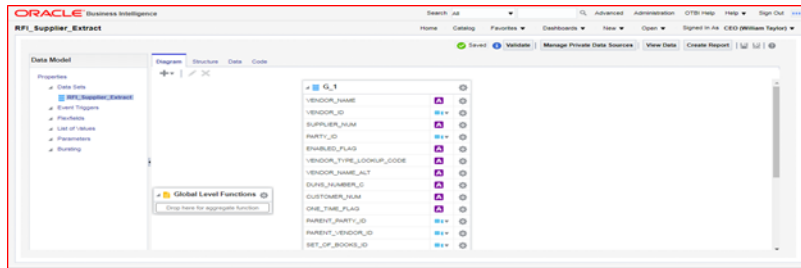 ORACLE Business Intelligence Search All Advanced Administration OTBI Help Help Sign Out
RFI_Supplier_Extract Home Catalog Favorites Dashboards New Open Signed In As CEO (William Taylor)
Saved Validate Manage Private Data Sources View Data Create Report
Data Model
Properties
Data Sets
RFI_Supplier_Extract
Event Triggers
Flexfields
List of Values
Parameters
Bursting
Diagram Structure Data Code
G_1
VENDOR_NAME
VENDOR_ID
SUPPLIER_NUM
PARTY_ID
ENABLED_FLAG
VENDOR_TYPE_LOOKUP_CODE
VENDOR_NAME_ALT
DUNS_NUMBER_C
CUSTOMER_NUM
ONE_TIME_FLAG
PARENT_PARTY_ID
PARENT_VENDOR_ID
SET_OF_BOOKS_ID
Global Level Functions
Drop here for aggregate function